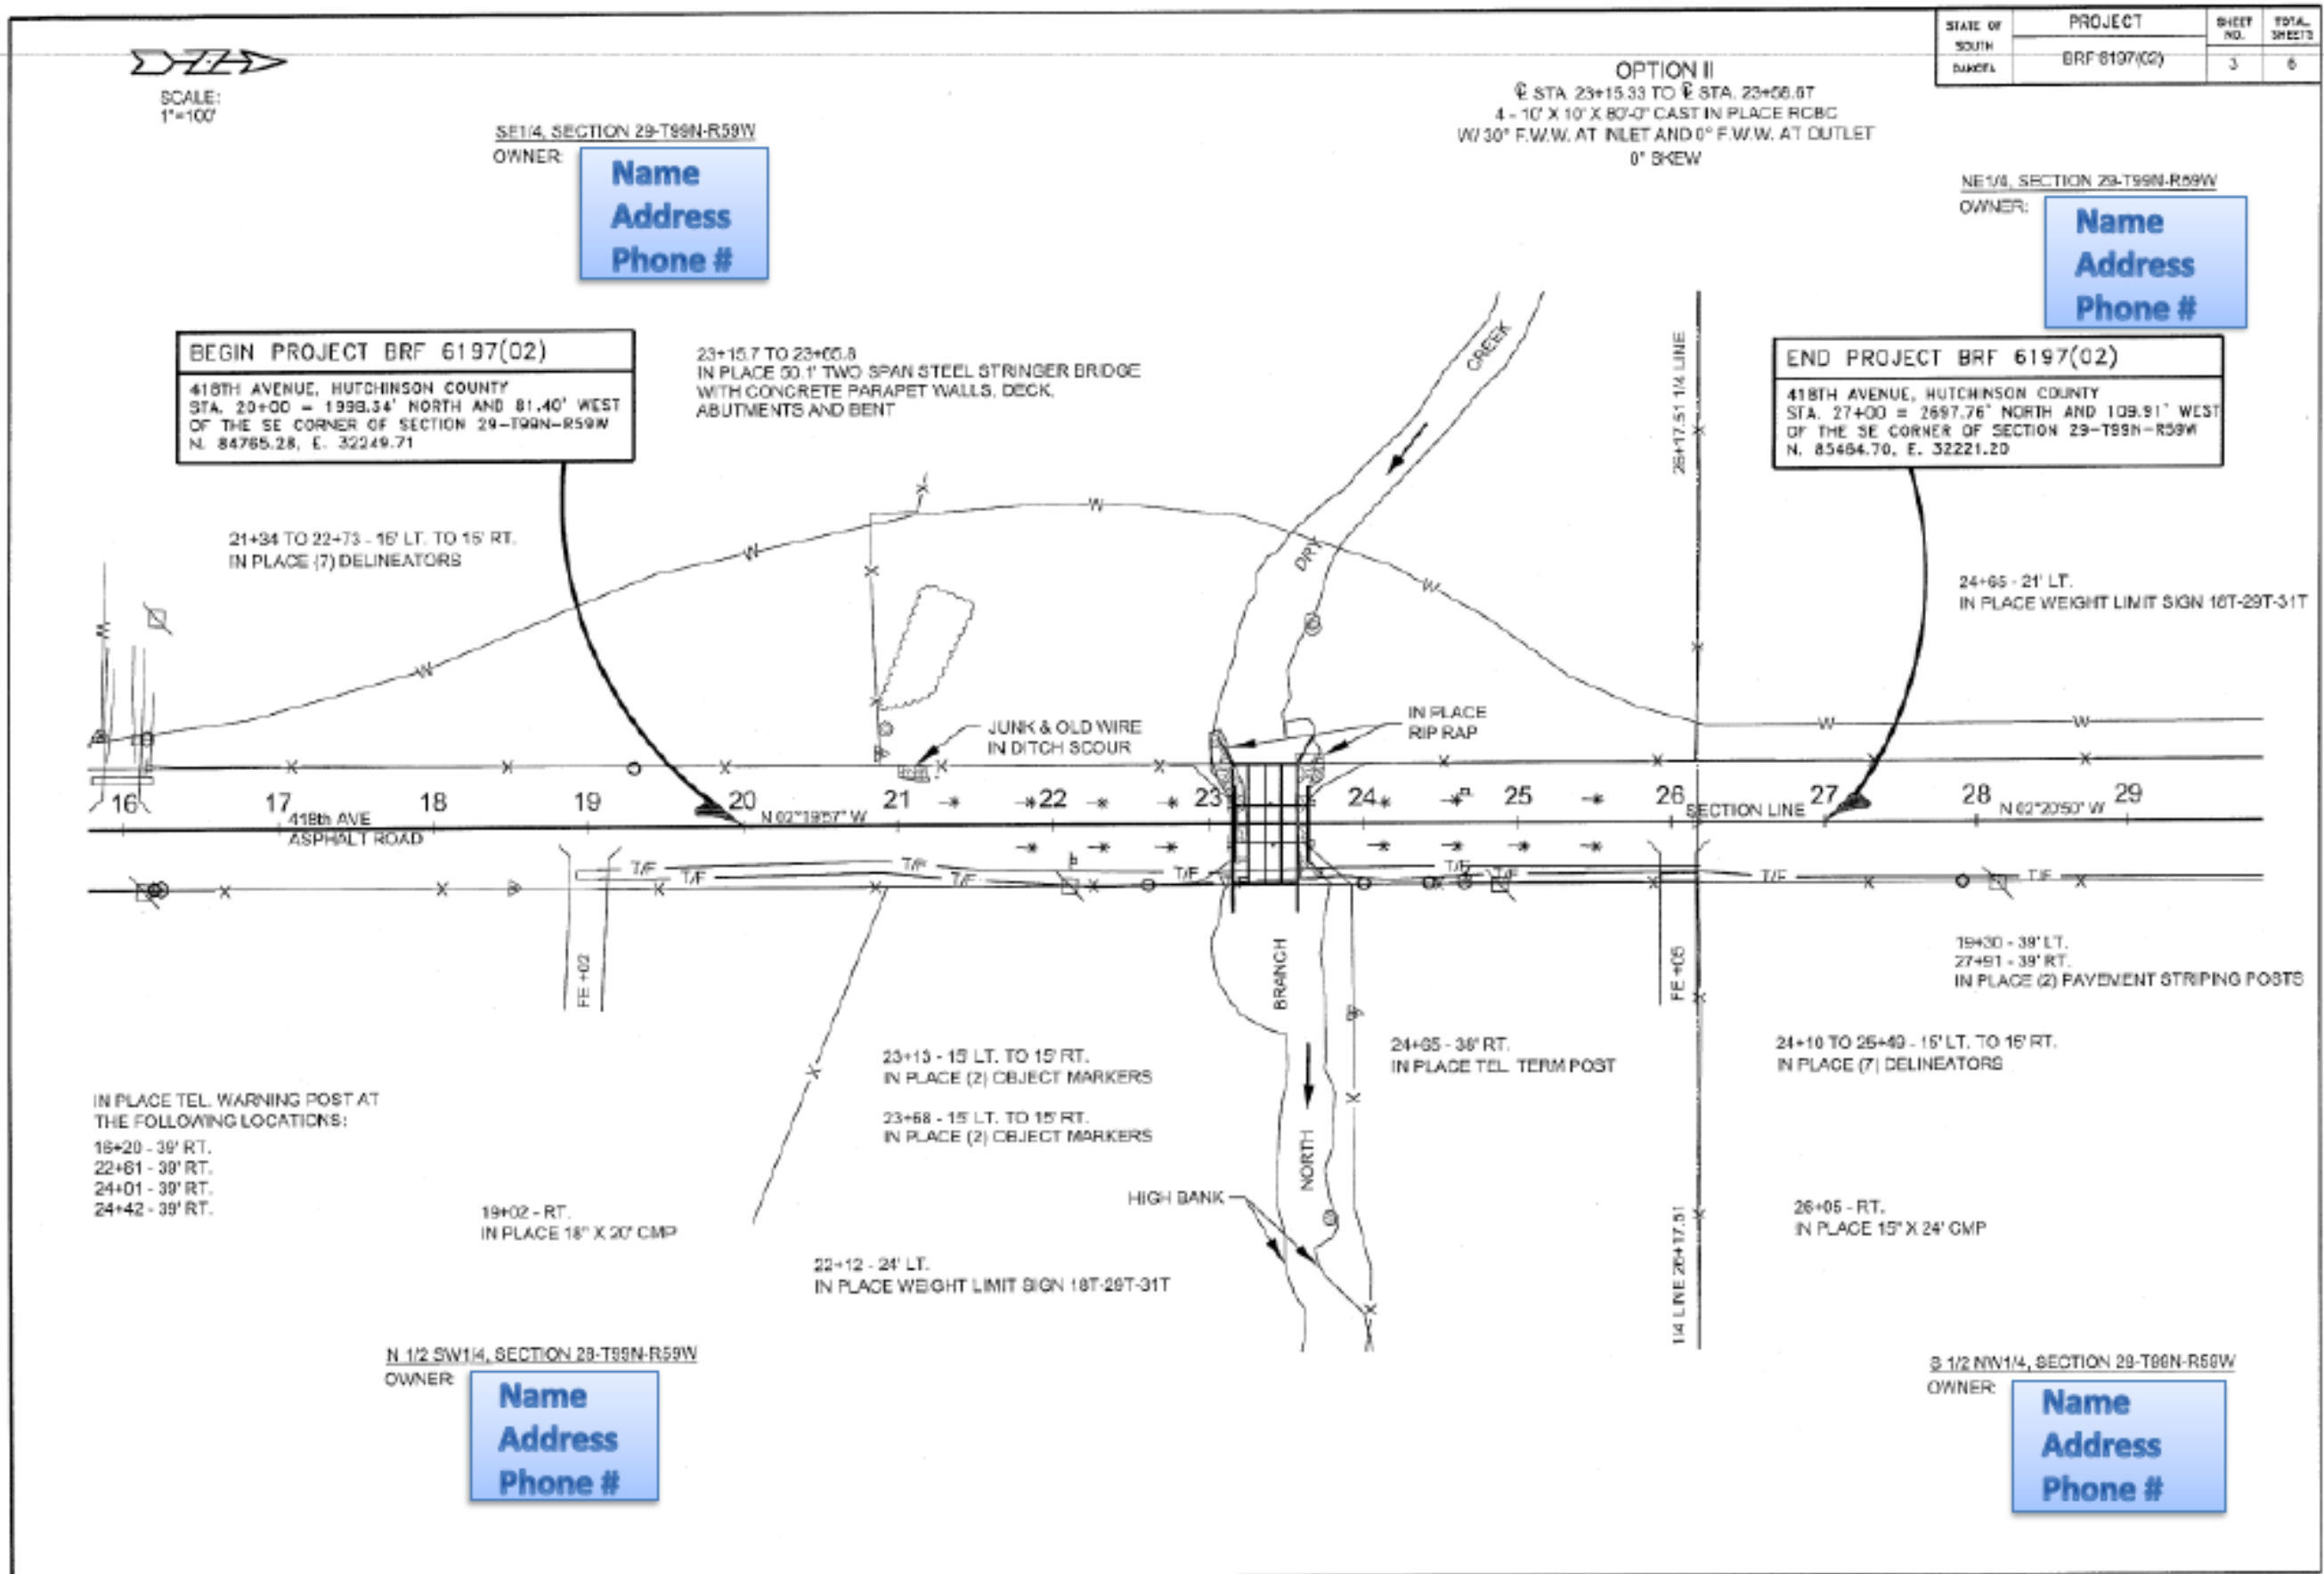 STATE OF
SOUTH
DAKOTA
PROJECT
BRF 6197(02)
SHEET
NO.
3
TOTAL
SHEETS
6
SCALE:
1"=100'
OPTION II
℄ STA. 23+15.33 TO ℄ STA. 23+58.67
4 - 10' X 10' X 80'-0" CAST IN PLACE RCBC
W/ 30° F.W.W. AT INLET AND 0° F.W.W. AT OUTLET
0° SKEW
SE1/4, SECTION 29-T99N-R59W
OWNER:
Name
Address
Phone #
NE1/4, SECTION 29-T99N-R59W
OWNER:
Name
Address
Phone #
BEGIN PROJECT BRF 6197(02)
418TH AVENUE, HUTCHINSON COUNTY
STA. 20+00 = 1998.34' NORTH AND 81.40' WEST
OF THE SE CORNER OF SECTION 29-T99N-R59W
N. 84765.28, E. 32249.71
23+15.7 TO 23+65.8
IN PLACE 50.1' TWO SPAN STEEL STRINGER BRIDGE
WITH CONCRETE PARAPET WALLS, DECK,
ABUTMENTS AND BENT
CREEK
DRY
26+17.51 1/4 LINE
END PROJECT BRF 6197(02)
418TH AVENUE, HUTCHINSON COUNTY
STA. 27+00 = 2697.76' NORTH AND 109.91' WEST
OF THE SE CORNER OF SECTION 29-T99N-R59W
N. 85464.70, E. 32221.20
21+34 TO 22+73 - 15' LT. TO 15' RT.
IN PLACE (7) DELINEATORS
24+65 - 21' LT.
IN PLACE WEIGHT LIMIT SIGN 18T-29T-31T
JUNK & OLD WIRE
IN DITCH SCOUR
IN PLACE
RIP RAP
16 17 18 19 20 21 22 23 24 25 26 27 28 29
418th AVE
ASPHALT ROAD
N 02°19'57" W
SECTION LINE
N 02°20'50" W
T/F T/F T/F T/F T/F T/F T/F T/F T/F
FE +02
BRANCH
NORTH
FE +05
19+30 - 39' LT.
27+91 - 39' RT.
IN PLACE (2) PAVEMENT STRIPING POSTS
23+13 - 15' LT. TO 15' RT.
IN PLACE (2) OBJECT MARKERS
23+68 - 15' LT. TO 15' RT.
IN PLACE (2) OBJECT MARKERS
24+65 - 38' RT.
IN PLACE TEL. TERM POST
24+10 TO 25+49 - 15' LT. TO 15' RT.
IN PLACE (7) DELINEATORS
IN PLACE TEL. WARNING POST AT
THE FOLLOWING LOCATIONS:
16+20 - 39' RT.
22+61 - 39' RT.
24+01 - 39' RT.
24+42 - 39' RT.
19+02 - RT.
IN PLACE 18" X 20' CMP
HIGH BANK
22+12 - 24' LT.
IN PLACE WEIGHT LIMIT SIGN 18T-29T-31T
26+05 - RT.
IN PLACE 15" X 24' CMP
1/4 LINE 26+17.51
N 1/2 SW1/4, SECTION 28-T99N-R59W
OWNER:
Name
Address
Phone #
S 1/2 NW1/4, SECTION 28-T99N-R59W
OWNER:
Name
Address
Phone #